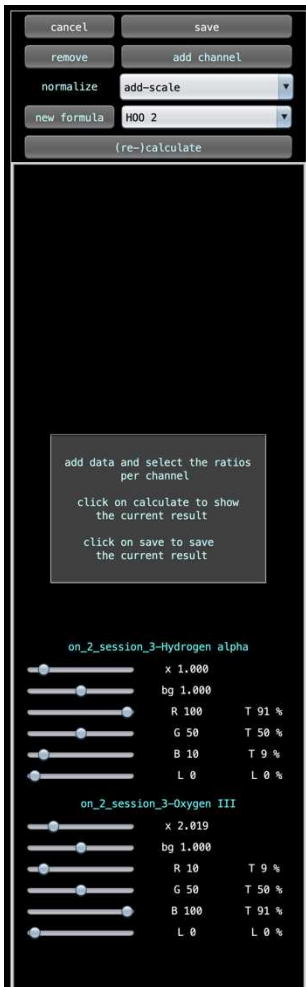 cancel save
remove add channel
normalize add-scale
new formula HOO 2
(re-)calculate
add data and select the ratios
per channel
click on calculate to show
the current result
click on save to save
the current result
on_2_session_3-Hydrogen alpha
x 1.000
bg 1.000
R 100 T 91 %
G 50 T 50 %
B 10 T 9 %
L 0 L 0 %
on_2_session_3-Oxygen III
x 2.019
bg 1.000
R 10 T 9 %
G 50 T 50 %
B 100 T 91 %
L 0 L 0 %